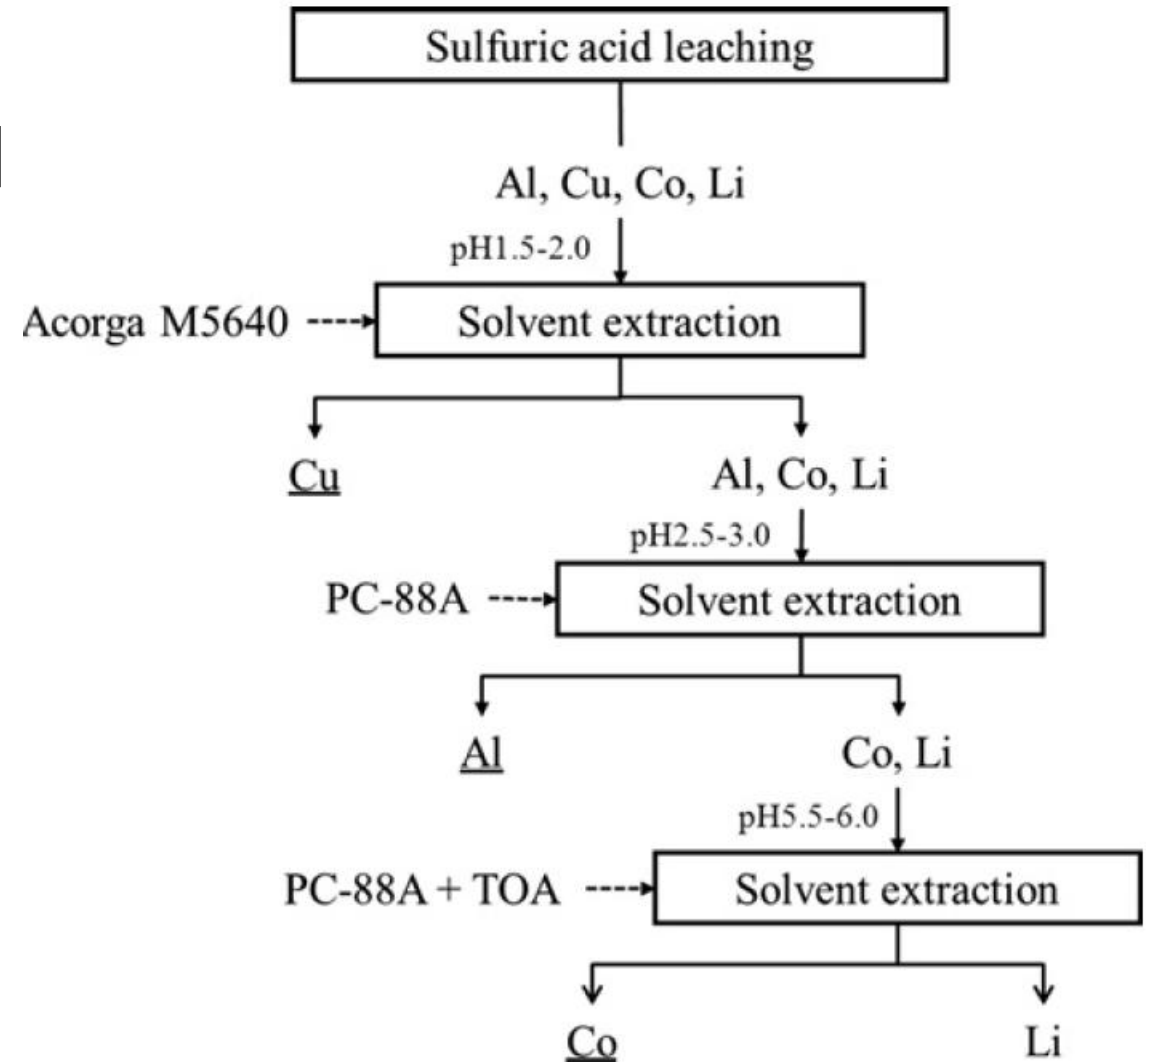 Sulfuric acid leaching
Al, Cu, Co, Li
pH1.5-2.0
Acorga M5640
Solvent extraction
Cu
Al, Co, Li
pH2.5-3.0
PC-88A
Solvent extraction
Al
Co, Li
pH5.5-6.0
PC-88A + TOA
Solvent extraction
Co
Li